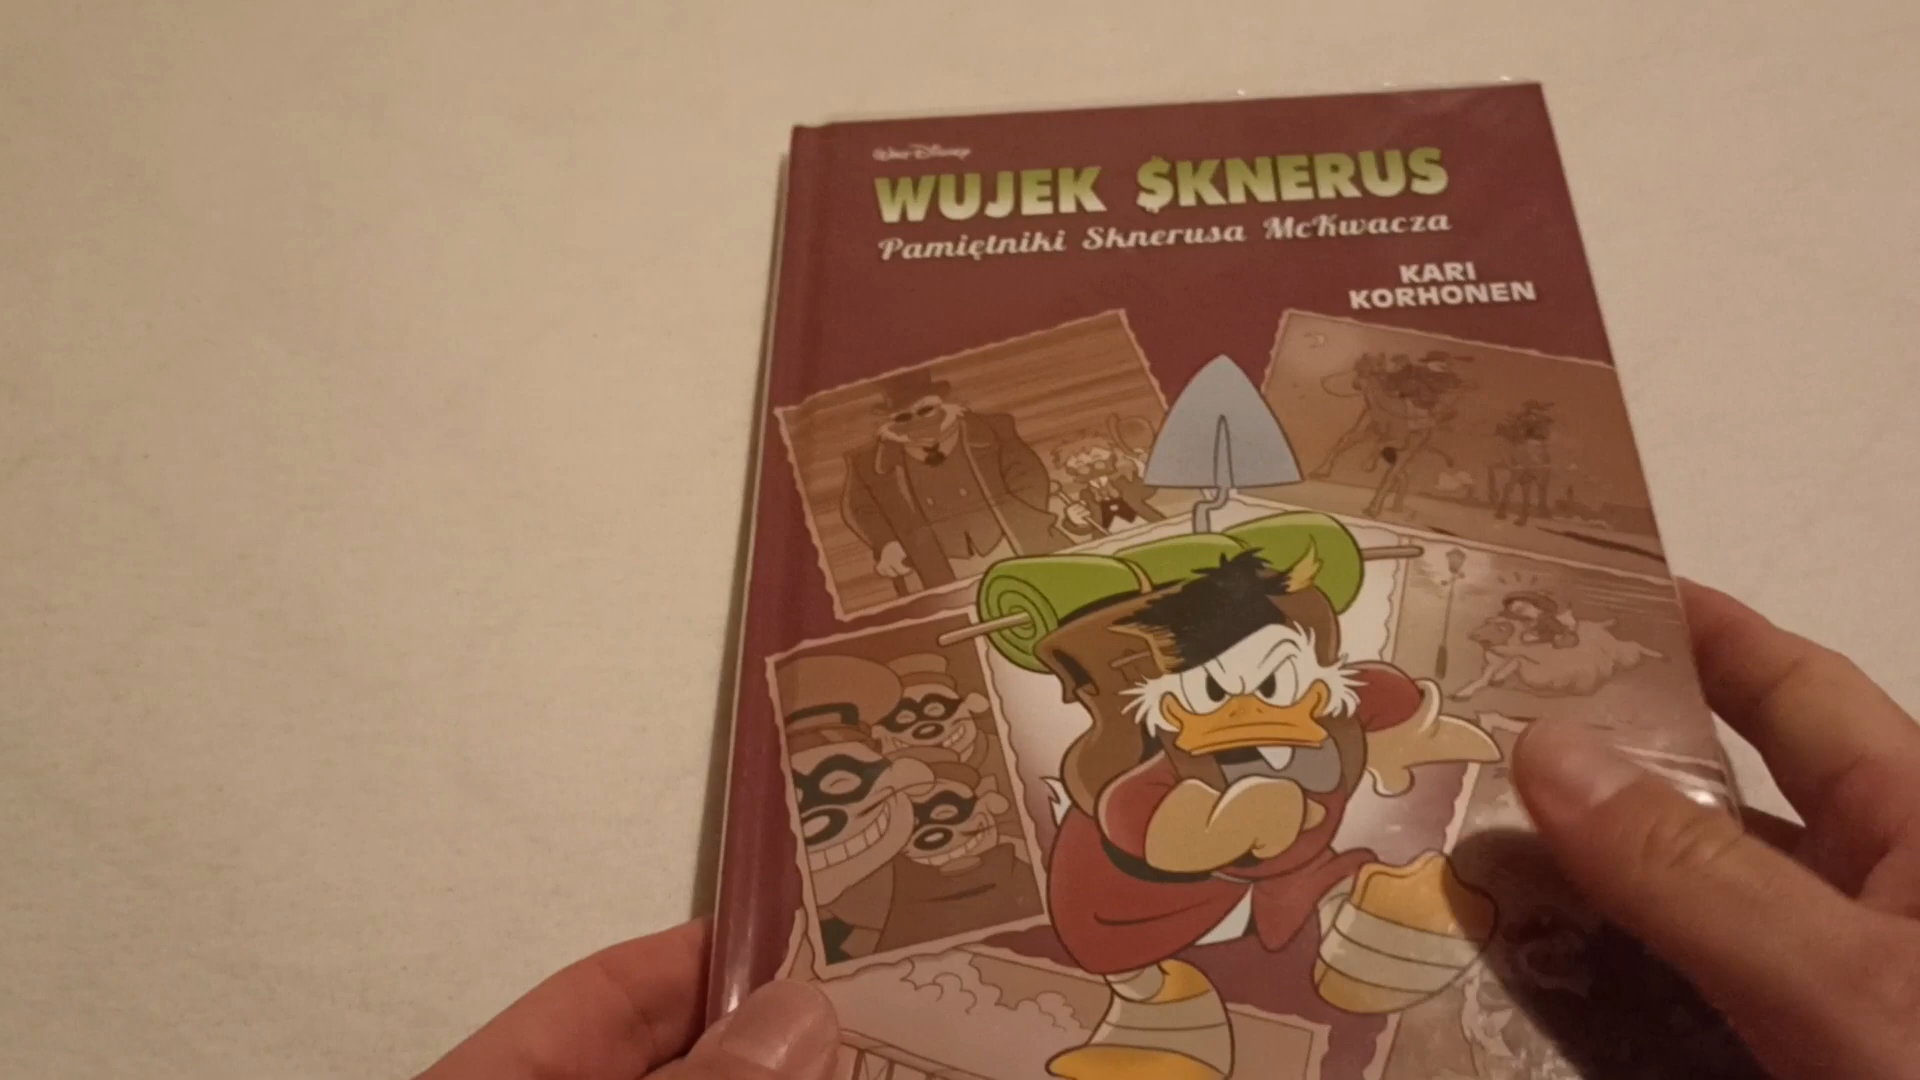 Walt Disney
WUJEK $KNERUS
Pamiętniki Sknerusa McKwacza
KARI
KORHONEN